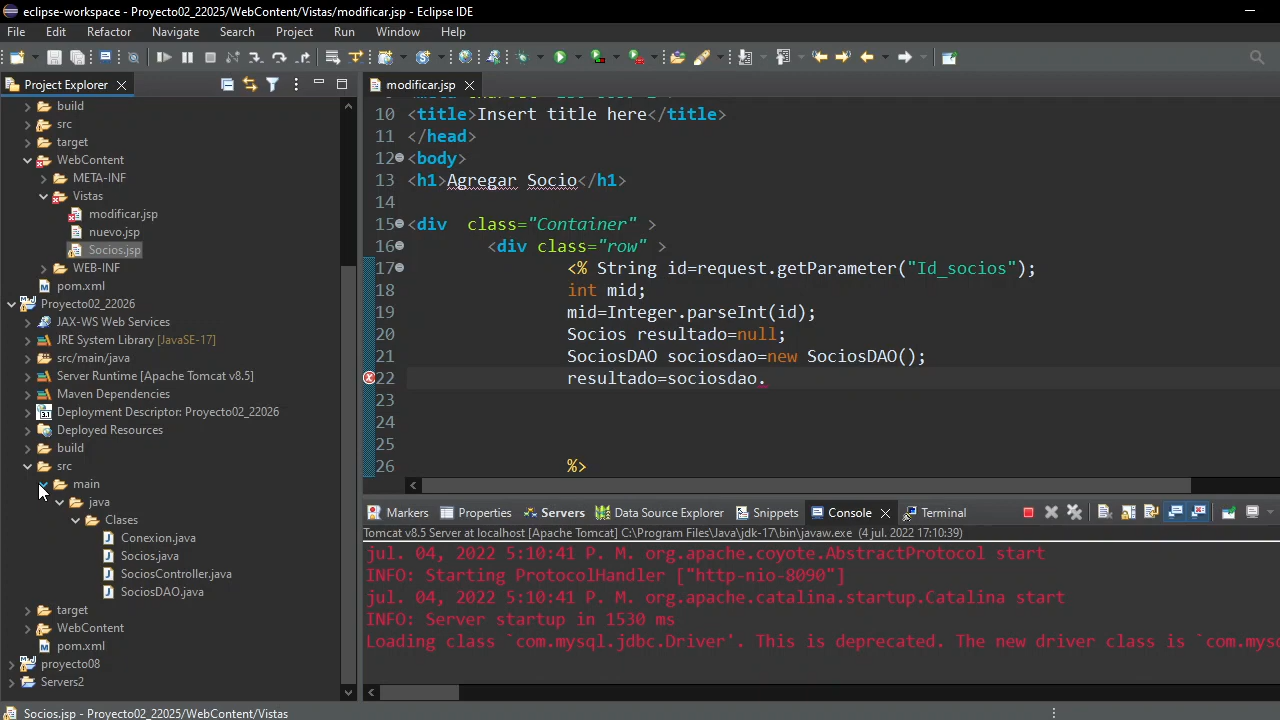 eclipse-workspace - Proyecto02_22025/WebContent/Vistas/modificar.jsp - Eclipse IDE
File Edit Refactor Navigate Search Project Run Window Help
Project Explorer
build
src
target
WebContent
META-INF
Vistas
modificar.jsp
nuevo.jsp
Socios.jsp
WEB-INF
pom.xml
Proyecto02_22026
JAX-WS Web Services
JRE System Library [JavaSE-17]
src/main/java
Server Runtime [Apache Tomcat v8.5]
Maven Dependencies
Deployment Descriptor: Proyecto02_22026
Deployed Resources
build
src
main
java
Clases
Conexion.java
Socios.java
SociosController.java
SociosDAO.java
target
WebContent
pom.xml
proyecto08
Servers2
modificar.jsp
10 <title>Insert title here</title>
11 </head>
12 <body>
13 <h1>Agregar Socio</h1>
14
15 <div class="Container" >
16 <div class="row" >
17 <% String id=request.getParameter("Id_socios");
18 int mid;
19 mid=Integer.parseInt(id);
20 Socios resultado=null;
21 SociosDAO sociosdao=new SociosDAO();
22 resultado=sociosdao.
23
24
25
26 %>
Markers Properties Servers Data Source Explorer Snippets Console Terminal
Tomcat v8.5 Server at localhost [Apache Tomcat] C:\Program Files\Java\jdk-17\bin\javaw.exe (4 jul. 2022 17:10:39)
jul. 04, 2022 5:10:41 P. M. org.apache.coyote.AbstractProtocol start
INFO: Starting ProtocolHandler ["http-nio-8090"]
jul. 04, 2022 5:10:41 P. M. org.apache.catalina.startup.Catalina start
INFO: Server startup in 1530 ms
Loading class `com.mysql.jdbc.Driver'. This is deprecated. The new driver class is `com.mys
Socios.jsp - Proyecto02_22025/WebContent/Vistas